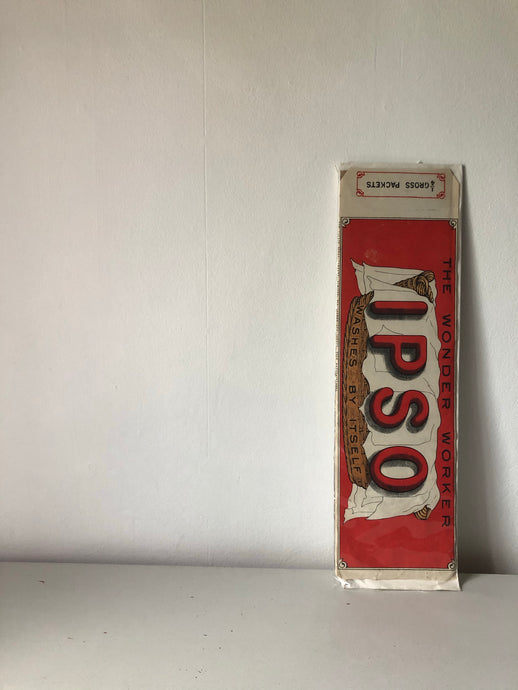 THE WONDER WORKER
IPSO
WASHES BY ITSELF
GROSS PACKETS